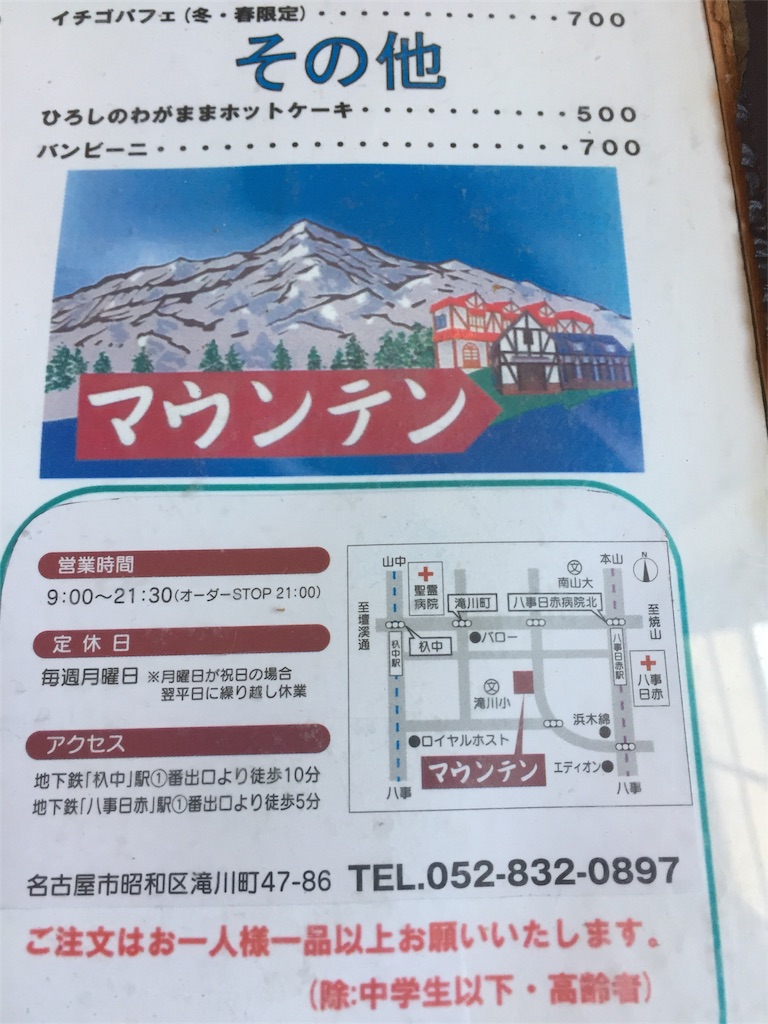 イチゴパフェ(冬・春限定)・・・・・・・・・・・・・700
その他
ひろしのわがままホットケーキ・・・・・・・・・・・500
バンビーニ・・・・・・・・・・・・・・・・・・・・・700
マウンテン
営業時間
9:00〜21:30(オーダーSTOP 21:00)
定休日
毎週月曜日 ※月曜日が祝日の場合
翌平日に繰り越し休業
アクセス
地下鉄「杁中」駅①番出口より徒歩10分
地下鉄「八事日赤」駅①番出口より徒歩5分
山中
本山
N
聖霊
病院
文
南山大
滝川町
八事日赤病院北
至壇溪通
至焼山
杁中駅
杁中
バロー
八事日赤駅
八事
日赤
文
滝川小
浜木綿
ロイヤルホスト
マウンテン
エディオン
八事
八事
名古屋市昭和区滝川町47-86 TEL.052-832-0897
ご注文はお一人様一品以上お願いいたします。
(除:中学生以下・高齢者)